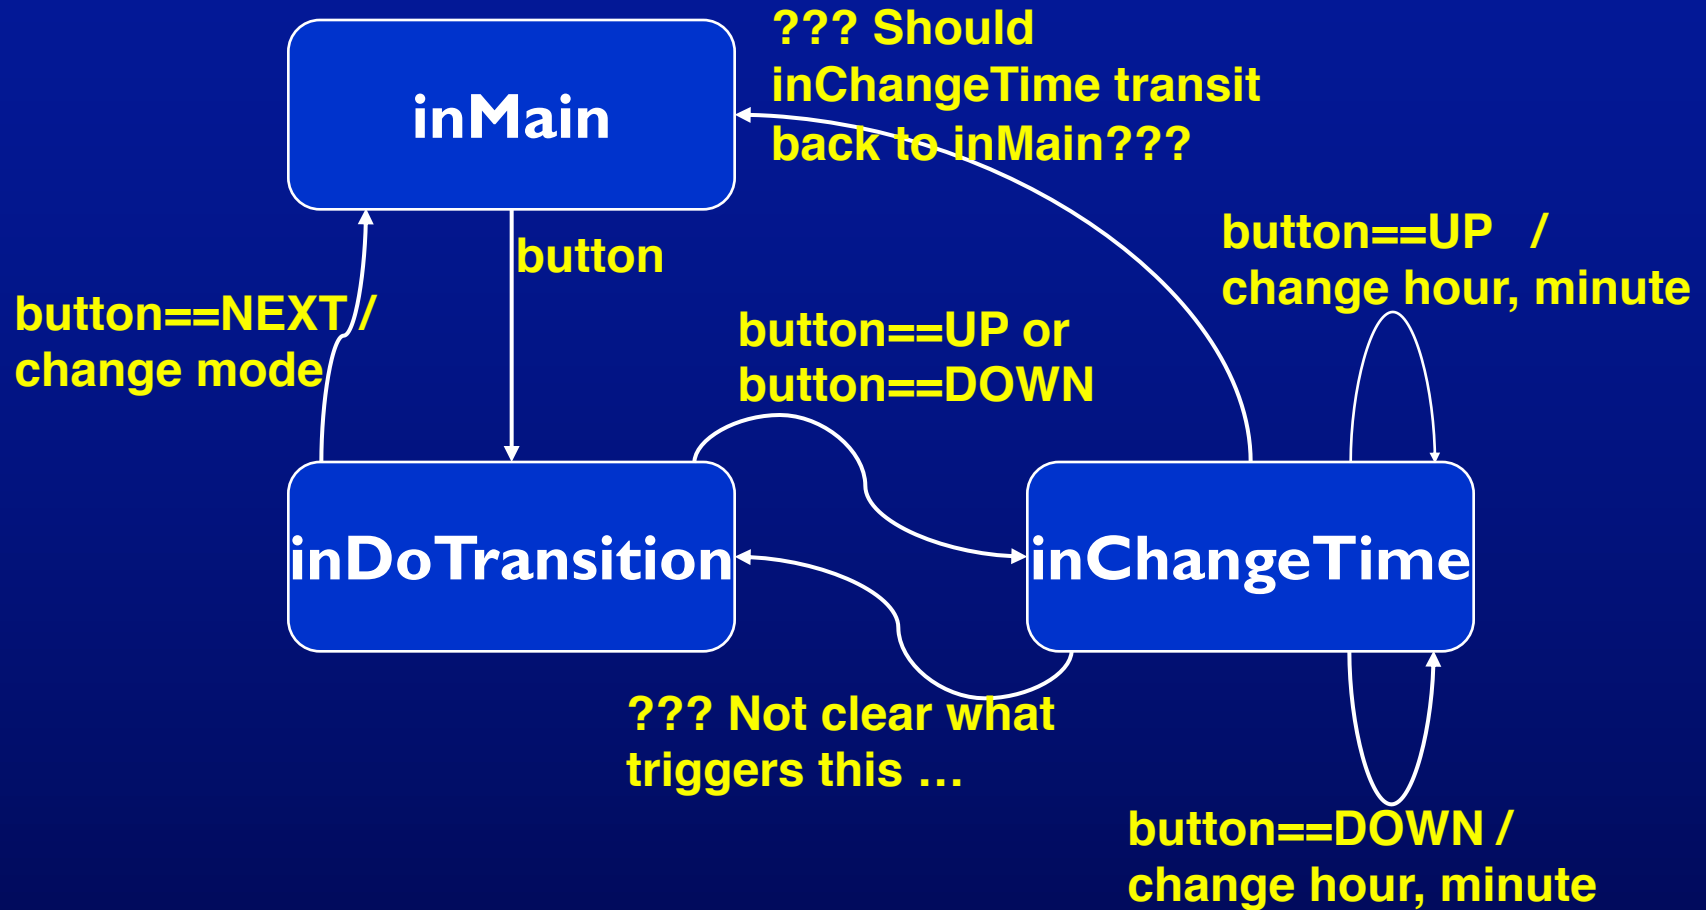 ??? Should
inChangeTime transit
back to inMain???
inMain
button==UP /
change hour, minute
button
button==NEXT /
change mode
button==UP or
button==DOWN
inDoTransition
inChangeTime
??? Not clear what
triggers this …
button==DOWN /
change hour, minute